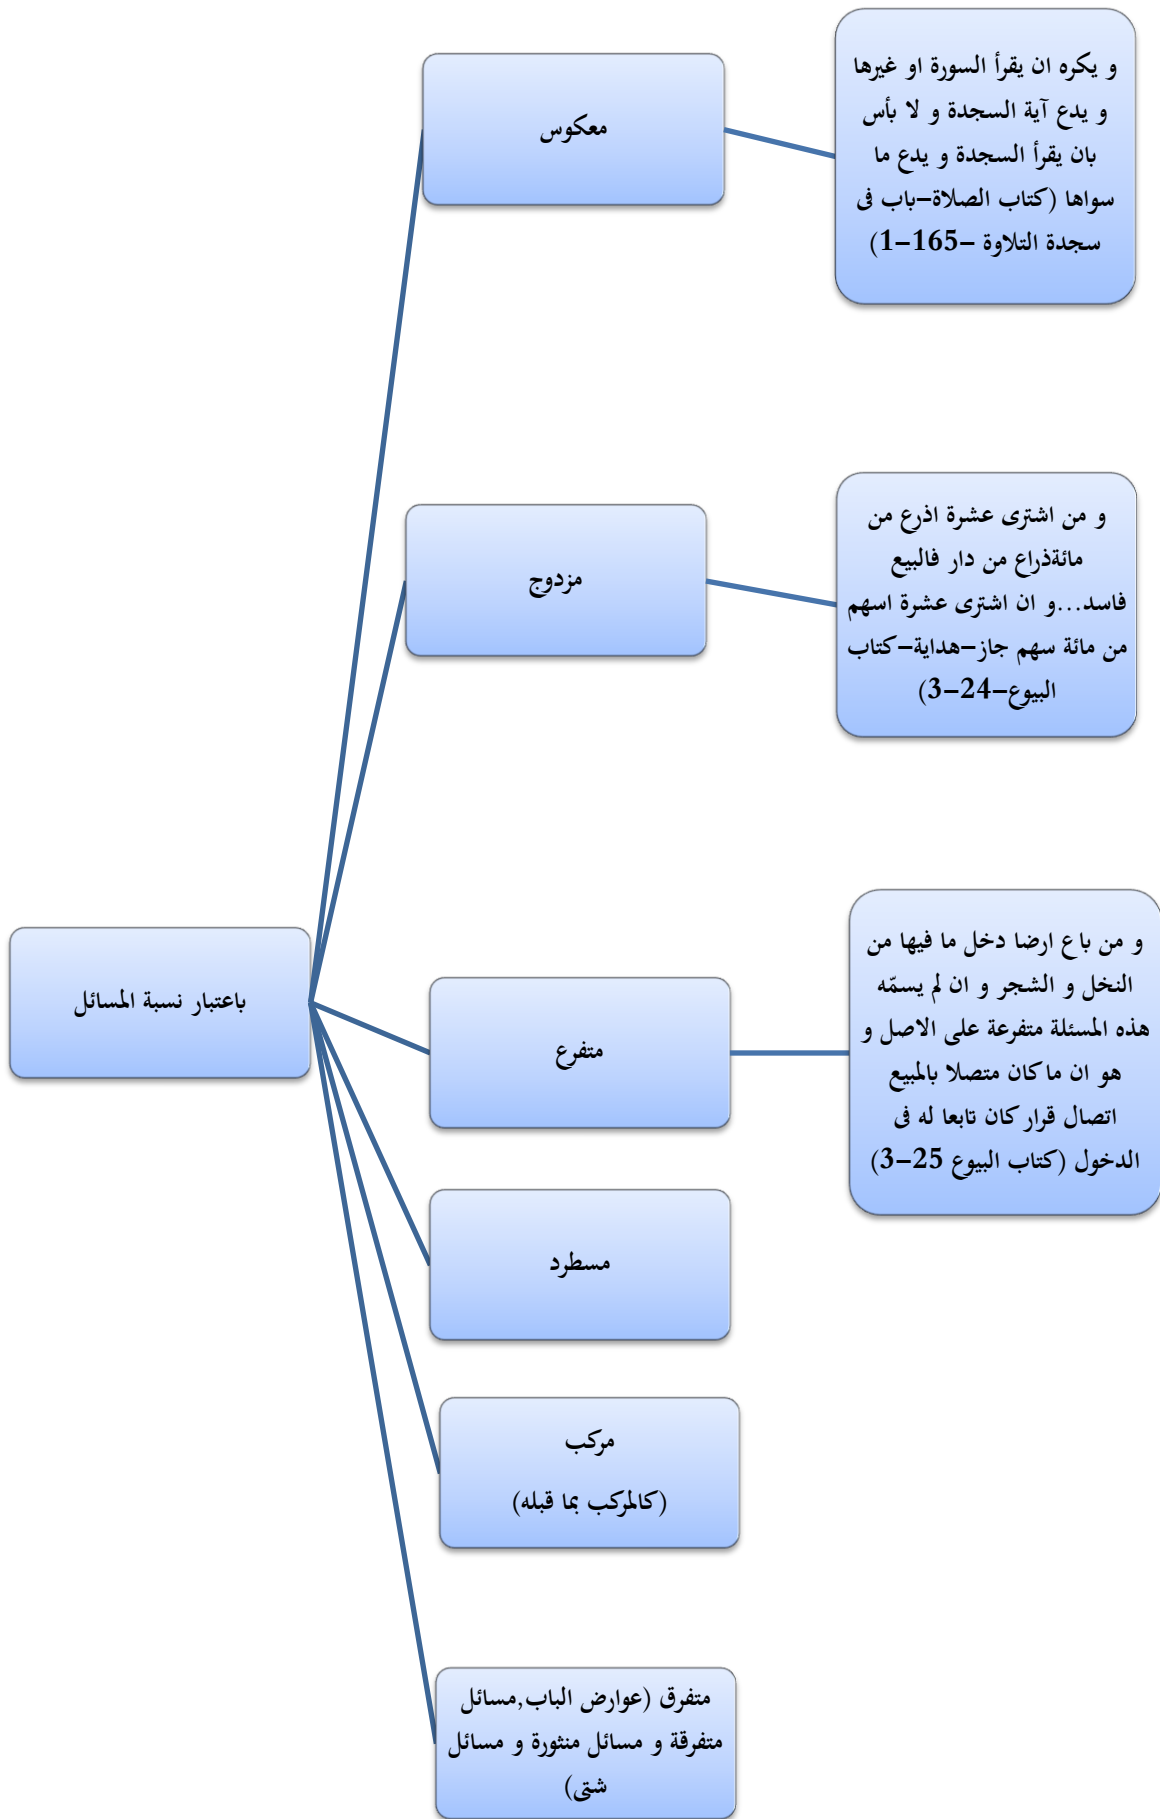 و يكره ان يقرأ السورة او غيرها
و يدع آية السجدة و لا بأس
بان يقرأ السجدة و يدع ما
سواها (كتاب الصلاة–باب فى
سجدة التلاوة –165–1)
معكوس
و من اشترى عشرة اذرع من
مائةذراع من دار فالبيع
فاسد...و ان اشترى عشرة اسهم
من مائة سهم جاز–هداية–كتاب
البيوع–24–3)
مزدوج
باعتبار نسبة المسائل
و من باع ارضا دخل ما فيها من
النخل و الشجر و ان لم يسمّه
هذه المسئلة متفرعة على الاصل و
هو ان ما كان متصلا بالمبيع
اتصال قرار كان تابعا له فى
الدخول (كتاب البيوع 25–3)
متفرع
مسطرد
مركب
(كالمركب بما قبله)
متفرق (عوارض الباب,مسائل
متفرقة و مسائل منثورة و مسائل
شتى)